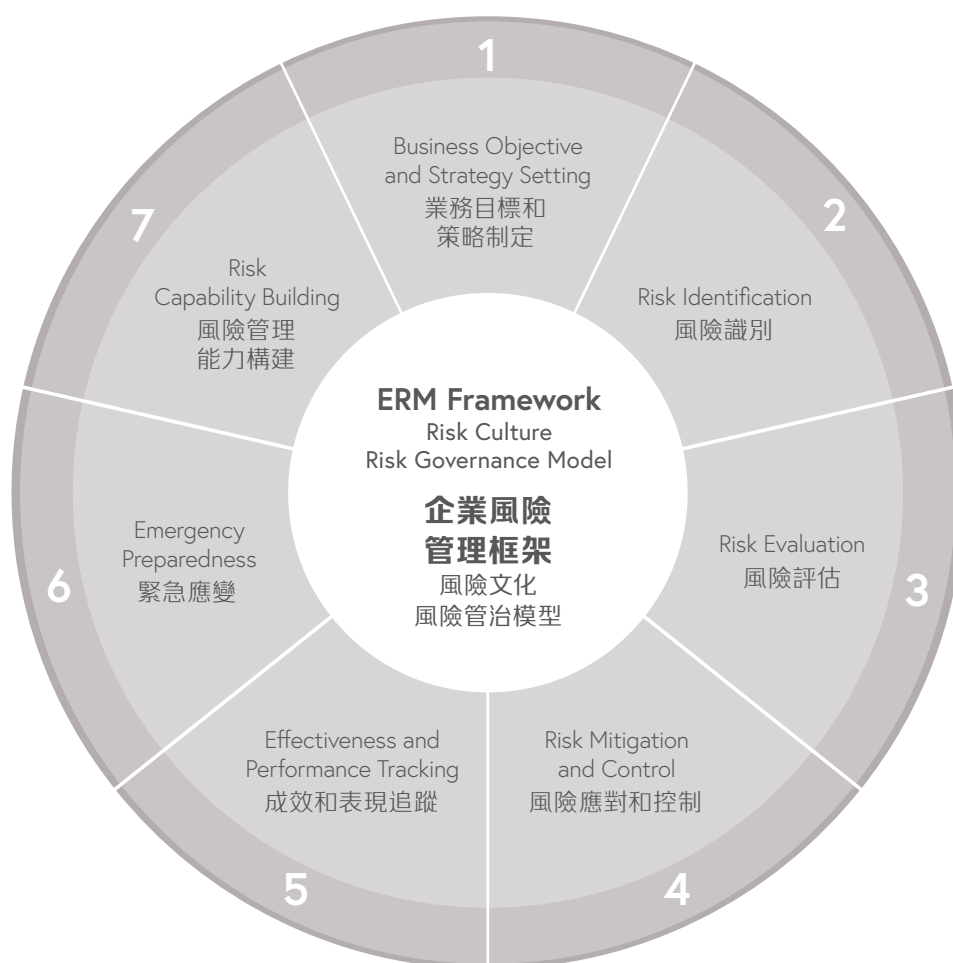 1
Business Objective
and Strategy Setting
業務目標和
策略制定
2
Risk Identification
風險識別
3
Risk Evaluation
風險評估
4
Risk Mitigation
and Control
風險應對和控制
5
Effectiveness and
Performance Tracking
成效和表現追蹤
6
Emergency
Preparedness
緊急應變
7
Risk
Capability Building
風險管理
能力構建
ERM Framework
Risk Culture
Risk Governance Model
企業風險
管理框架
風險文化
風險管治模型